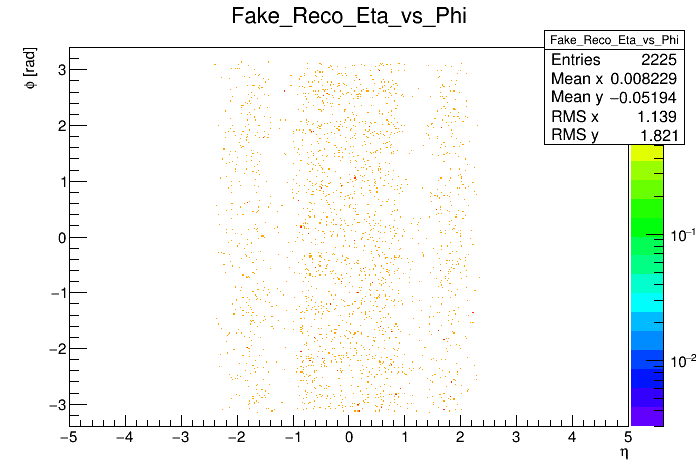 Fake_Reco_Eta_vs_Phi
Fake_Reco_Eta_vs_Phi
Entries 2225
Mean x 0.008229
Mean y −0.05194
RMS x 1.139
RMS y 1.821
ϕ [rad]
3
2
1
0
−1
−2
−3
10⁻¹
10⁻²
−5 −4 −3 −2 −1 0 1 2 3 4 5
η